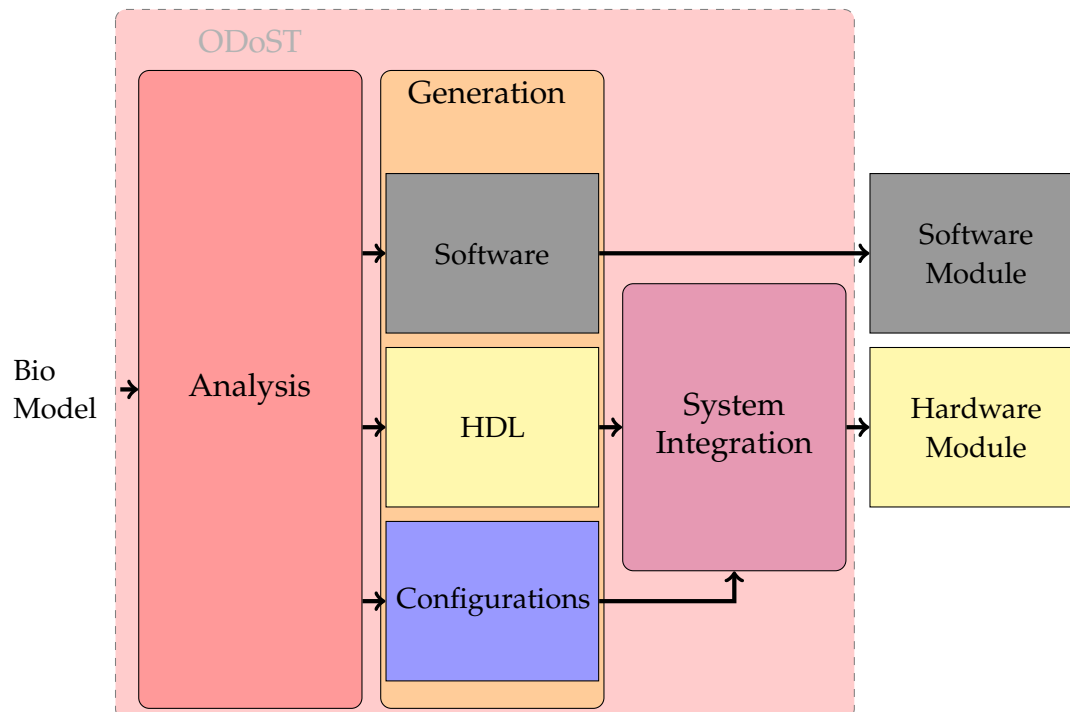 ODoST
Generation
Software
Software
Module
Bio
Model
Analysis
HDL
System
Integration
Hardware
Module
Configurations